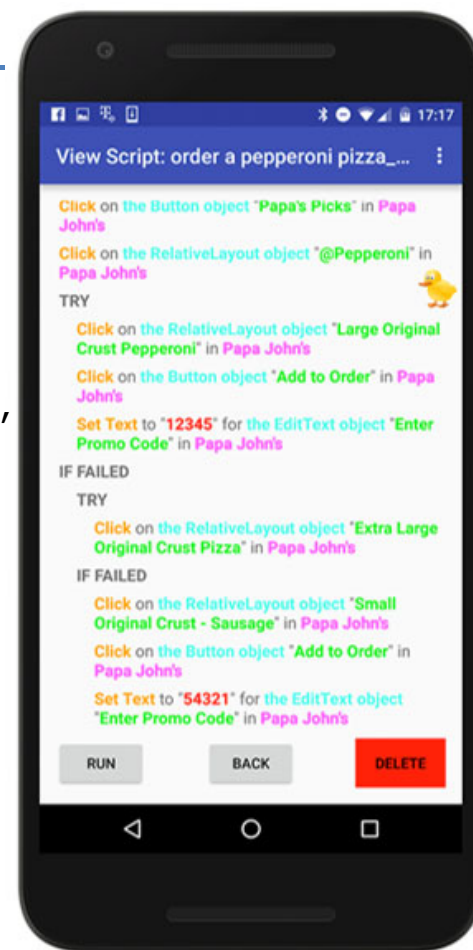 17:17
View Script: order a pepperoni pizza_...
Click on the Button object "Papa's Picks" in Papa
John's
Click on the RelativeLayout object "@Pepperoni" in
Papa John's
TRY
Click on the RelativeLayout object "Large Original
Crust Pepperoni" in Papa John's
Click on the Button object "Add to Order" in Papa
John's
,
Set Text to "12345" for the EditText object "Enter
Promo Code" in Papa John's
IF FAILED
TRY
Click on the RelativeLayout object "Extra Large
Original Crust Pizza" in Papa John's
IF FAILED
Click on the RelativeLayout object "Small
Original Crust - Sausage" in Papa John's
Click on the Button object "Add to Order" in
Papa John's
Set Text to "54321" for the EditText object
"Enter Promo Code" in Papa John's
RUN BACK DELETE